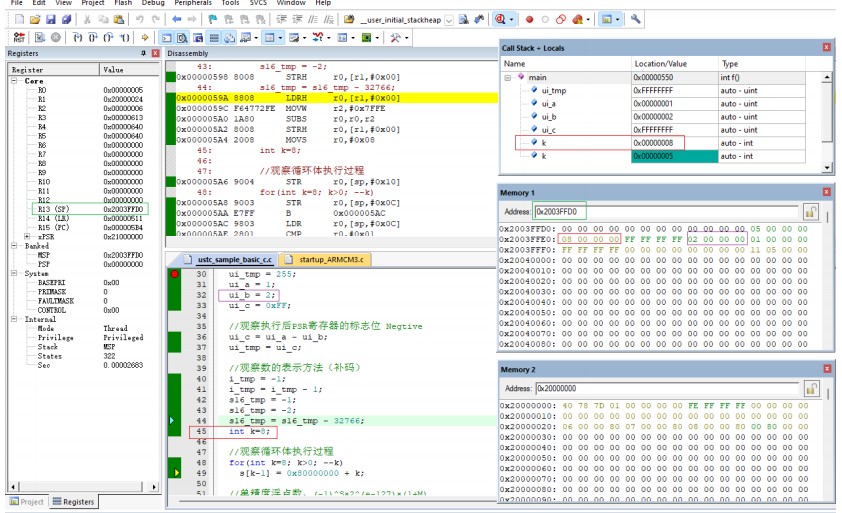 File Edit View Project Flash Debug Peripherals Tools SVCS Window Help
__user_initial_stackheap
Registers
Register Value
Core
R0 0x00000005
R1 0x20000024
R2 0x00000006
R3 0x00000613
R4 0x00000640
R5 0x00000640
R6 0x00000000
R7 0x00000000
R8 0x00000000
R9 0x00000000
R10 0x00000000
R11 0x00000000
R12 0x00000000
R13 (SP) 0x2003FFD0
R14 (LR) 0x00000511
R15 (PC) 0x000005B4
xPSR 0x21000000
Banked
MSP 0x2003FFD0
PSP 0x00000000
System
BASEPRI 0x00
PRIMASK 0
FAULTMASK 0
CONTROL 0x00
Internal
Mode Thread
Privilege Privileged
Stack MSP
States 322
Sec 0.00002683
Project Registers
Disassembly
43: s16_tmp = -2;
0x00000598 8008 STRH r0,[r1,#0x00]
44: s16_tmp = s16_tmp - 32766;
0x0000059A 8808 LDRH r0,[r1,#0x00]
0x0000059C F64772FE MOVW r2,#0x7FFE
0x000005A0 1A80 SUBS r0,r0,r2
0x000005A2 8008 STRH r0,[r1,#0x00]
0x000005A4 2008 MOVS r0,#0x08
45: int k=8;
46:
47: //观察循环体执行过程
0x000005A6 9004 STR r0,[sp,#0x10]
48: for(int k=8; k>0; --k)
0x000005A8 9003 STR r0,[sp,#0x0C]
0x000005AA E7FF B 0x000005AC
0x000005AC 9803 LDR r0,[sp,#0x0C]
0x000005AE 2801 CMP r0,#0x01
ustc_sample_basic_c.c startup_ARMCM3.c
30 ui_tmp = 255;
31 ui_a = 1;
32 ui_b = 2;
33 ui_c = 0xFF;
34
35 //观察执行后PSR寄存器的标志位 Negtive
36 ui_c = ui_a - ui_b;
37 ui_tmp = ui_c;
38
39 //观察数的表示方法（补码）
40 i_tmp = -1;
41 i_tmp = i_tmp - 1;
42 s16_tmp = -1;
43 s16_tmp = -2;
44 s16_tmp = s16_tmp - 32766;
45 int k=8;
46
47 //观察循环体执行过程
48 for(int k=8; k>0; --k)
49 s[k-1] = 0x80000000 + k;
50
51 //单精度浮点数，(-1)^S*2^(e-127)*(1+M)
Call Stack + Locals
Name Location/Value Type
main 0x00000550 int f()
ui_tmp 0xFFFFFFFF auto - uint
ui_a 0x00000001 auto - uint
ui_b 0x00000002 auto - uint
ui_c 0xFFFFFFFF auto - uint
k 0x00000008 auto - int
k 0x00000005 auto - int
Memory 1
Address: 0x2003FFD0
0x2003FFD0: 00 00 00 00 00 00 00 00 00 00 00 00 05 00 00 00
0x2003FFE0: 08 00 00 00 FF FF FF FF 02 00 00 00 01 00 00 00
0x2003FFF0: FF FF FF FF 00 00 00 00 00 00 00 00 11 05 00 00
0x20040000: 00 00 00 00 00 00 00 00 00 00 00 00 00 00 00 00
0x20040010: 00 00 00 00 00 00 00 00 00 00 00 00 00 00 00 00
0x20040020: 00 00 00 00 00 00 00 00 00 00 00 00 00 00 00 00
0x20040030: 00 00 00 00 00 00 00 00 00 00 00 00 00 00 00 00
0x20040040: 00 00 00 00 00 00 00 00 00 00 00 00 00 00 00 00
0x20040050: 00 00 00 00 00 00 00 00 00 00 00 00 00 00 00 00
0x20040060: 00 00 00 00 00 00 00 00 00 00 00 00 00 00 00 00
0x20040070: 00 00 00 00 00 00 00 00 00 00 00 00 00 00 00 00
0x20040080: 00 00 00 00 00 00 00 00 00 00 00 00 00 00 00 00
Memory 2
Address: 0x20000000
0x20000000: 40 78 7D 01 00 00 00 00 FE FF FF FF 00 00 00 00
0x20000010: 00 00 00 00 00 00 00 00 00 00 00 00 00 00 00 00
0x20000020: 06 00 00 80 07 00 00 80 08 00 00 80 00 80 00 00
0x20000030: 00 00 00 00 00 00 00 00 00 00 00 00 00 00 00 00
0x20000040: 00 00 00 00 00 00 00 00 00 00 00 00 00 00 00 00
0x20000050: 00 00 00 00 00 00 00 00 00 00 00 00 00 00 00 00
0x20000060: 00 00 00 00 00 00 00 00 00 00 00 00 00 00 00 00
0x20000070: 00 00 00 00 00 00 00 00 00 00 00 00 00 00 00 00
0x20000080: 00 00 00 00 00 00 00 00 00 00 00 00 00 00 00 00
0x20000090: 00 00 00 00 00 00 00 00 00 00 00 00 00 00 00 00